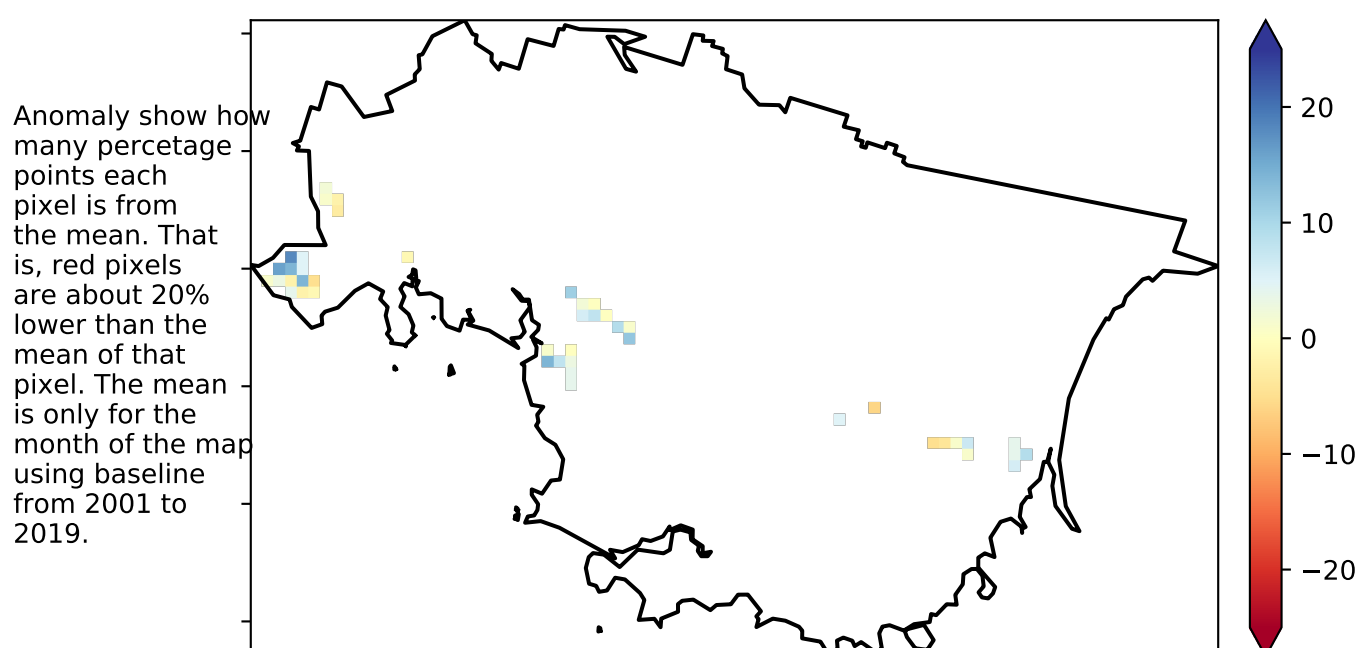 Anomaly show how
many percetage
points each
pixel is from
the mean. That
is, red pixels
are about 20%
lower than the
mean of that
pixel. The mean
is only for the
month of the map
using baseline
from 2001 to
2019.
20
10
0
−10
−20